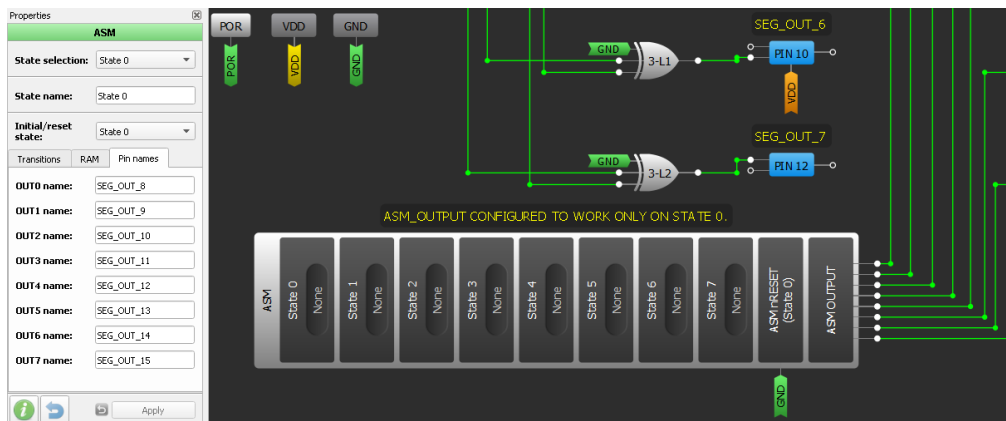 Properties
ASM
State selection: State 0
State name: State 0
Initial/reset state: State 0
Transitions RAM Pin names
OUT0 name: SEG_OUT_8
OUT1 name: SEG_OUT_9
OUT2 name: SEG_OUT_10
OUT3 name: SEG_OUT_11
OUT4 name: SEG_OUT_12
OUT5 name: SEG_OUT_13
OUT6 name: SEG_OUT_14
OUT7 name: SEG_OUT_15
Apply
POR VDD GND
POR VDD GND
SEG_OUT_6
GND
3-L1
PIN 10
VDD
SEG_OUT_7
GND
3-L2
PIN 12
ASM_OUTPUT CONFIGURED TO WORK ONLY ON STATE 0.
ASM
State 0 None
State 1 None
State 2 None
State 3 None
State 4 None
State 5 None
State 6 None
State 7 None
ASM nRESET
(State 0)
ASM OUTPUT
GND